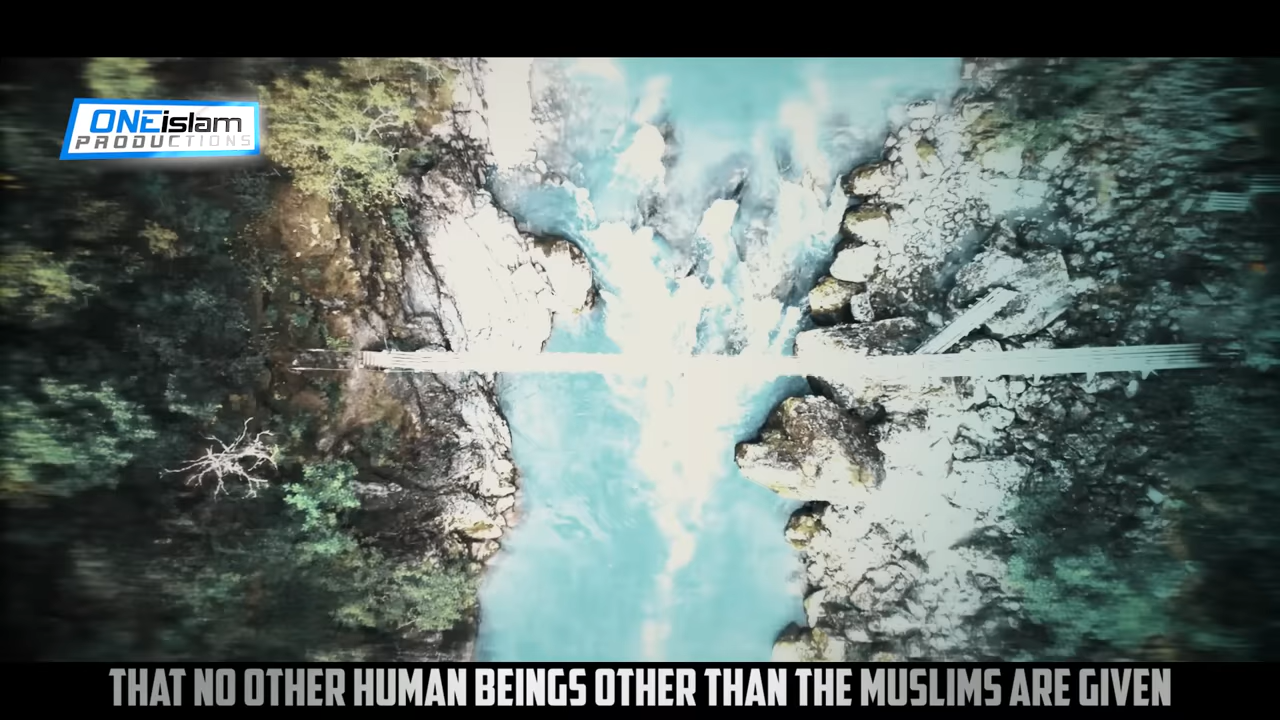 ONEislam
PRODUCTIONS
THAT NO OTHER HUMAN BEINGS OTHER THAN THE MUSLIMS ARE GIVEN